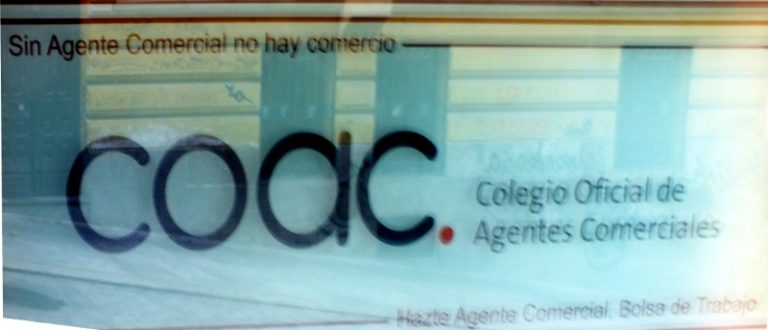 Sin Agente Comercial no hay comercio
coac.
Colegio Oficial de
Agentes Comerciales
Hazte Agente Comercial. Bolsa de Trabajo